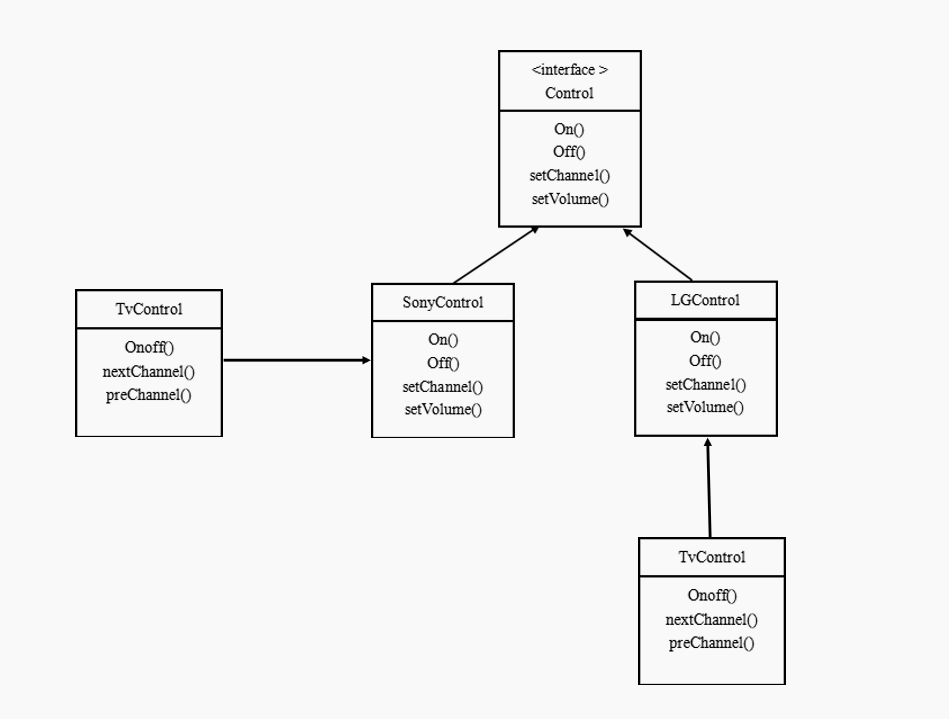 <interface >
Control
On()
Off()
setChannel()
setVolume()
TvControl
Onoff()
nextChannel()
preChannel()
SonyControl
On()
Off()
setChannel()
setVolume()
LGControl
On()
Off()
setChannel()
setVolume()
TvControl
Onoff()
nextChannel()
preChannel()